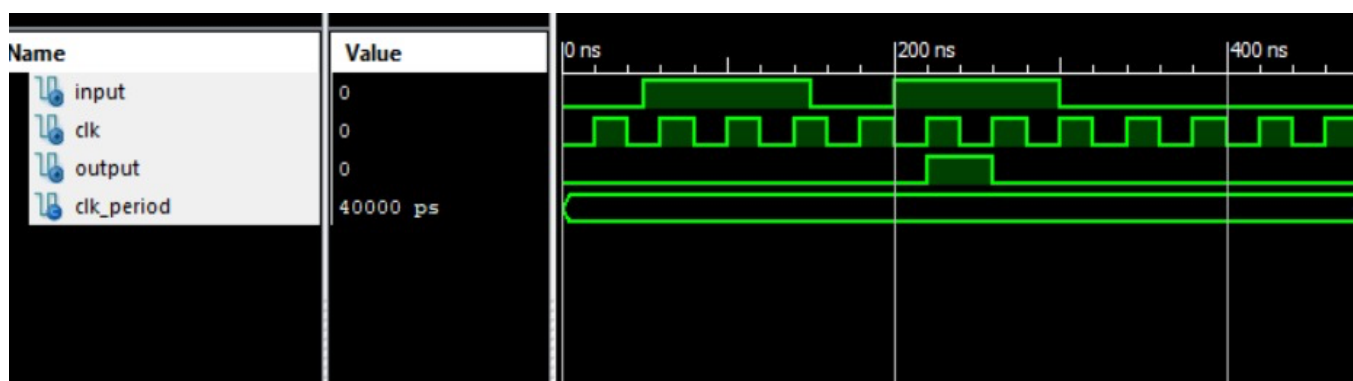 Name Value 0 ns 200 ns 400 ns
input 0
clk 0
output 0
clk_period 40000 ps